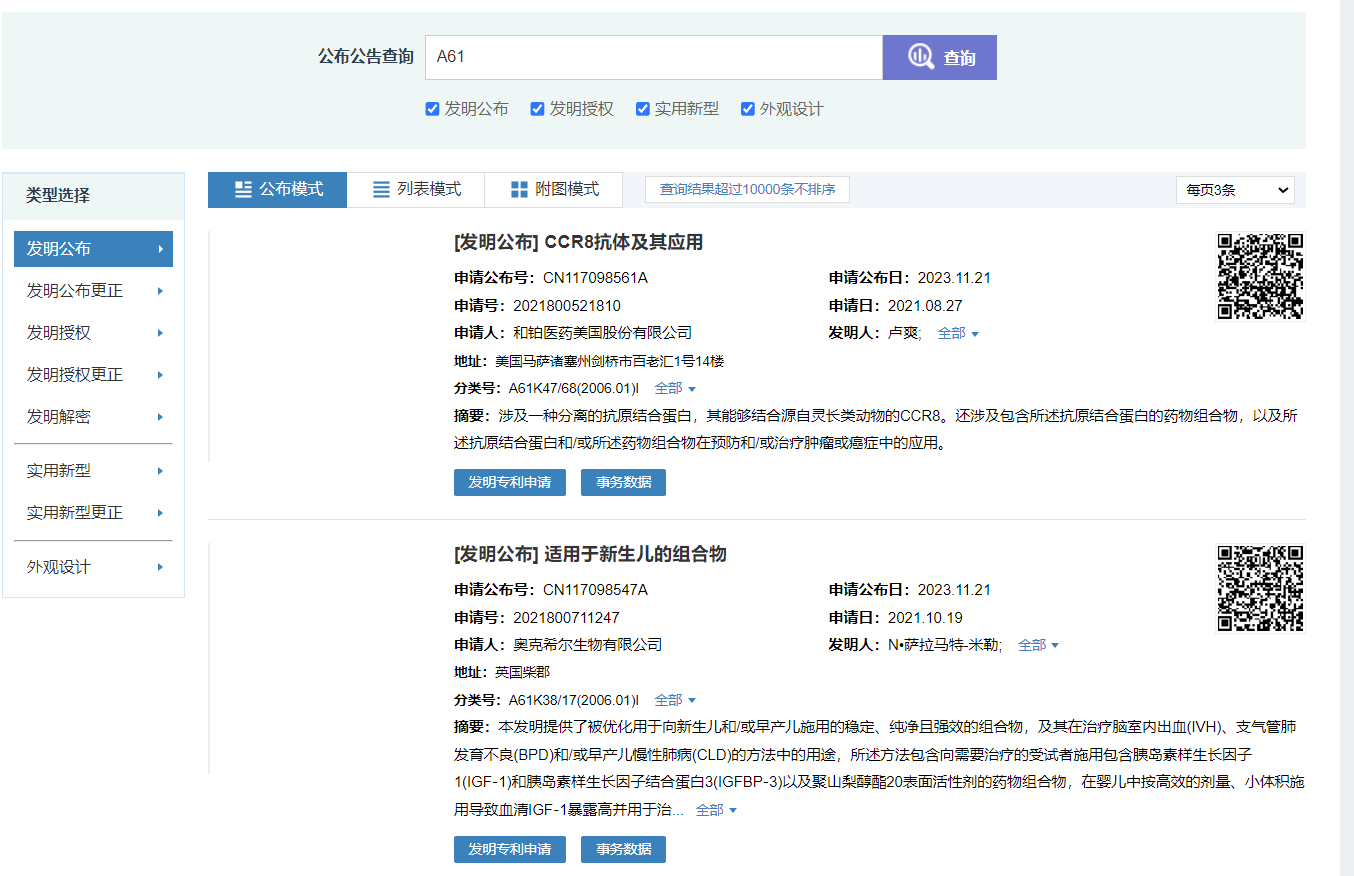 公布公告查询 A61 查询
发明公布 发明授权 实用新型 外观设计
类型选择
发明公布
发明公布更正
发明授权
发明授权更正
发明解密
实用新型
实用新型更正
外观设计
公布模式 列表模式 附图模式 查询结果超过10000条不排序 每页3条
[发明公布] CCR8抗体及其应用
申请公布号：CN117098561A 申请公布日：2023.11.21
申请号：2021800521810 申请日：2021.08.27
申请人：和铂医药美国股份有限公司 发明人：卢爽; 全部
地址：美国马萨诸塞州剑桥市百老汇1号14楼
分类号：A61K47/68(2006.01)I 全部
摘要：涉及一种分离的抗原结合蛋白，其能够结合源自灵长类动物的CCR8。还涉及包含所述抗原结合蛋白的药物组合物，以及所
述抗原结合蛋白和/或所述药物组合物在预防和/或治疗肿瘤或癌症中的应用。
发明专利申请 事务数据
[发明公布] 适用于新生儿的组合物
申请公布号：CN117098547A 申请公布日：2023.11.21
申请号：2021800711247 申请日：2021.10.19
申请人：奥克希尔生物有限公司 发明人：N•萨拉马特-米勒; 全部
地址：英国柴郡
分类号：A61K38/17(2006.01)I 全部
摘要：本发明提供了被优化用于向新生儿和/或早产儿施用的稳定、纯净且强效的组合物，及其在治疗脑室内出血(IVH)、支气管肺
发育不良(BPD)和/或早产儿慢性肺病(CLD)的方法中的用途，所述方法包含向需要治疗的受试者施用包含胰岛素样生长因子
1(IGF-1)和胰岛素样生长因子结合蛋白3(IGFBP-3)以及聚山梨醇酯20表面活性剂的药物组合物，在婴儿中按高效的剂量、小体积施
用导致血清IGF-1暴露高并用于治... 全部
发明专利申请 事务数据